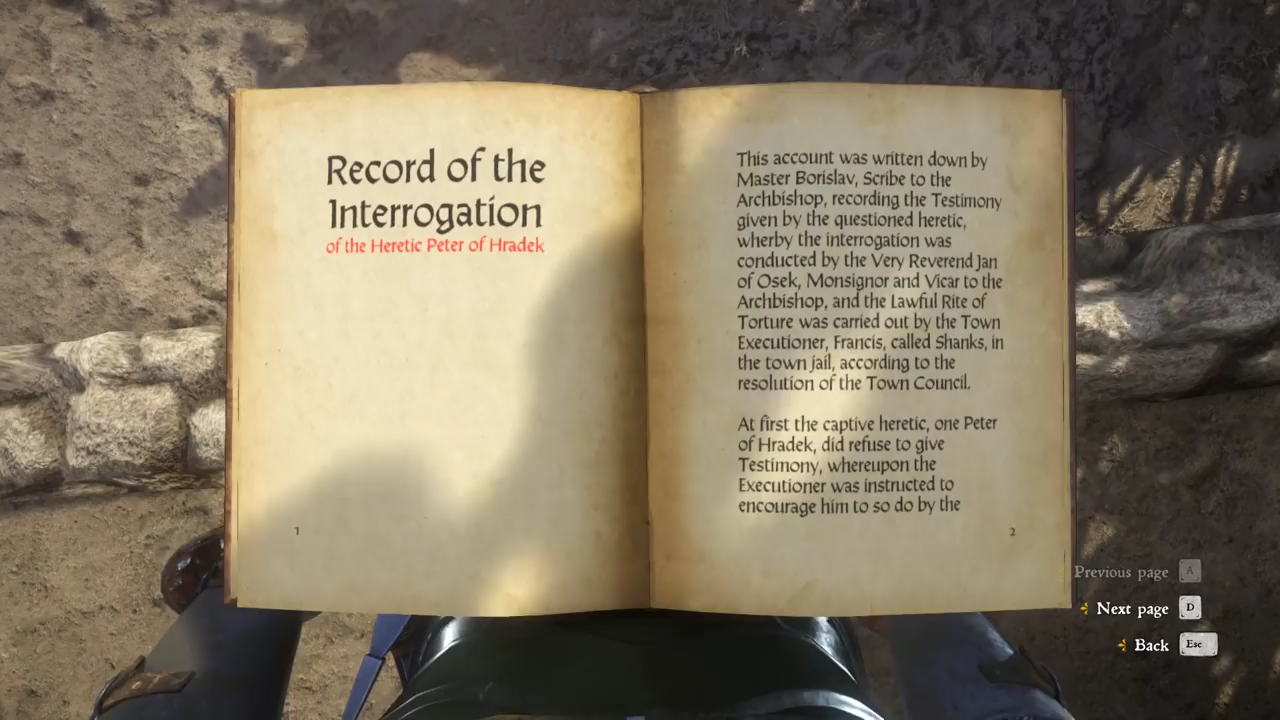 Record of the
Interrogation
of the Heretic Peter of Hradek
1
This account was written down by
Master Borislav, Scribe to the
Archbishop, recording the Testimony
given by the questioned heretic,
wherby the interrogation was
conducted by the Very Reverend Jan
of Osek, Monsignor and Vicar to the
Archbishop, and the Lawful Rite of
Torture was carried out by the Town
Executioner, Francis, called Shanks, in
the town jail, according to the
resolution of the Town Council.
At first the captive heretic, one Peter
of Hradek, did refuse to give
Testimony, whereupon the
Executioner was instructed to
encourage him to so do by the
2
Previous page A
Next page D
Back Esc